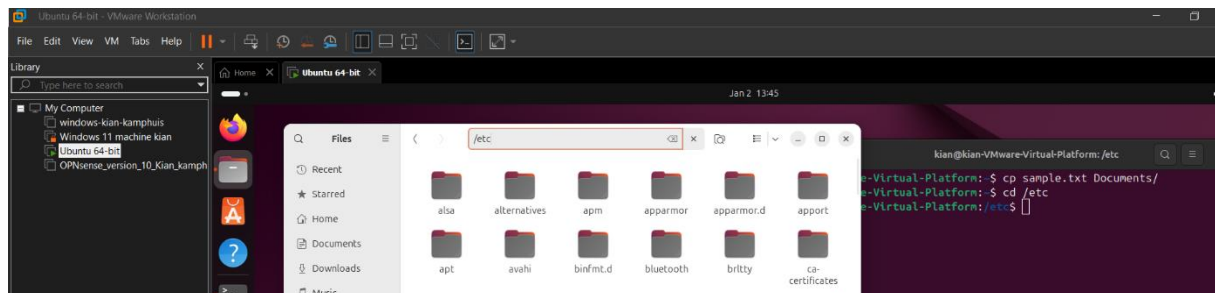 Ubuntu 64-bit - VMware Workstation
File Edit View VM Tabs Help
Library
Type here to search
My Computer
windows-kian-kamphuis
Windows 11 machine kian
Ubuntu 64-bit
OPNsense_version_10_Kian_kamph
Home
Ubuntu 64-bit
Jan 2 13:45
Files
/etc
Recent
Starred
Home
Documents
Downloads
Music
alsa alternatives apm apparmor apparmor.d apport
apt avahi binfmt.d bluetooth brltty ca-
certificates
kian@kian-VMware-Virtual-Platform: /etc
e-Virtual-Platform:~$ cp sample.txt Documents/
e-Virtual-Platform:~$ cd /etc
e-Virtual-Platform:/etc$